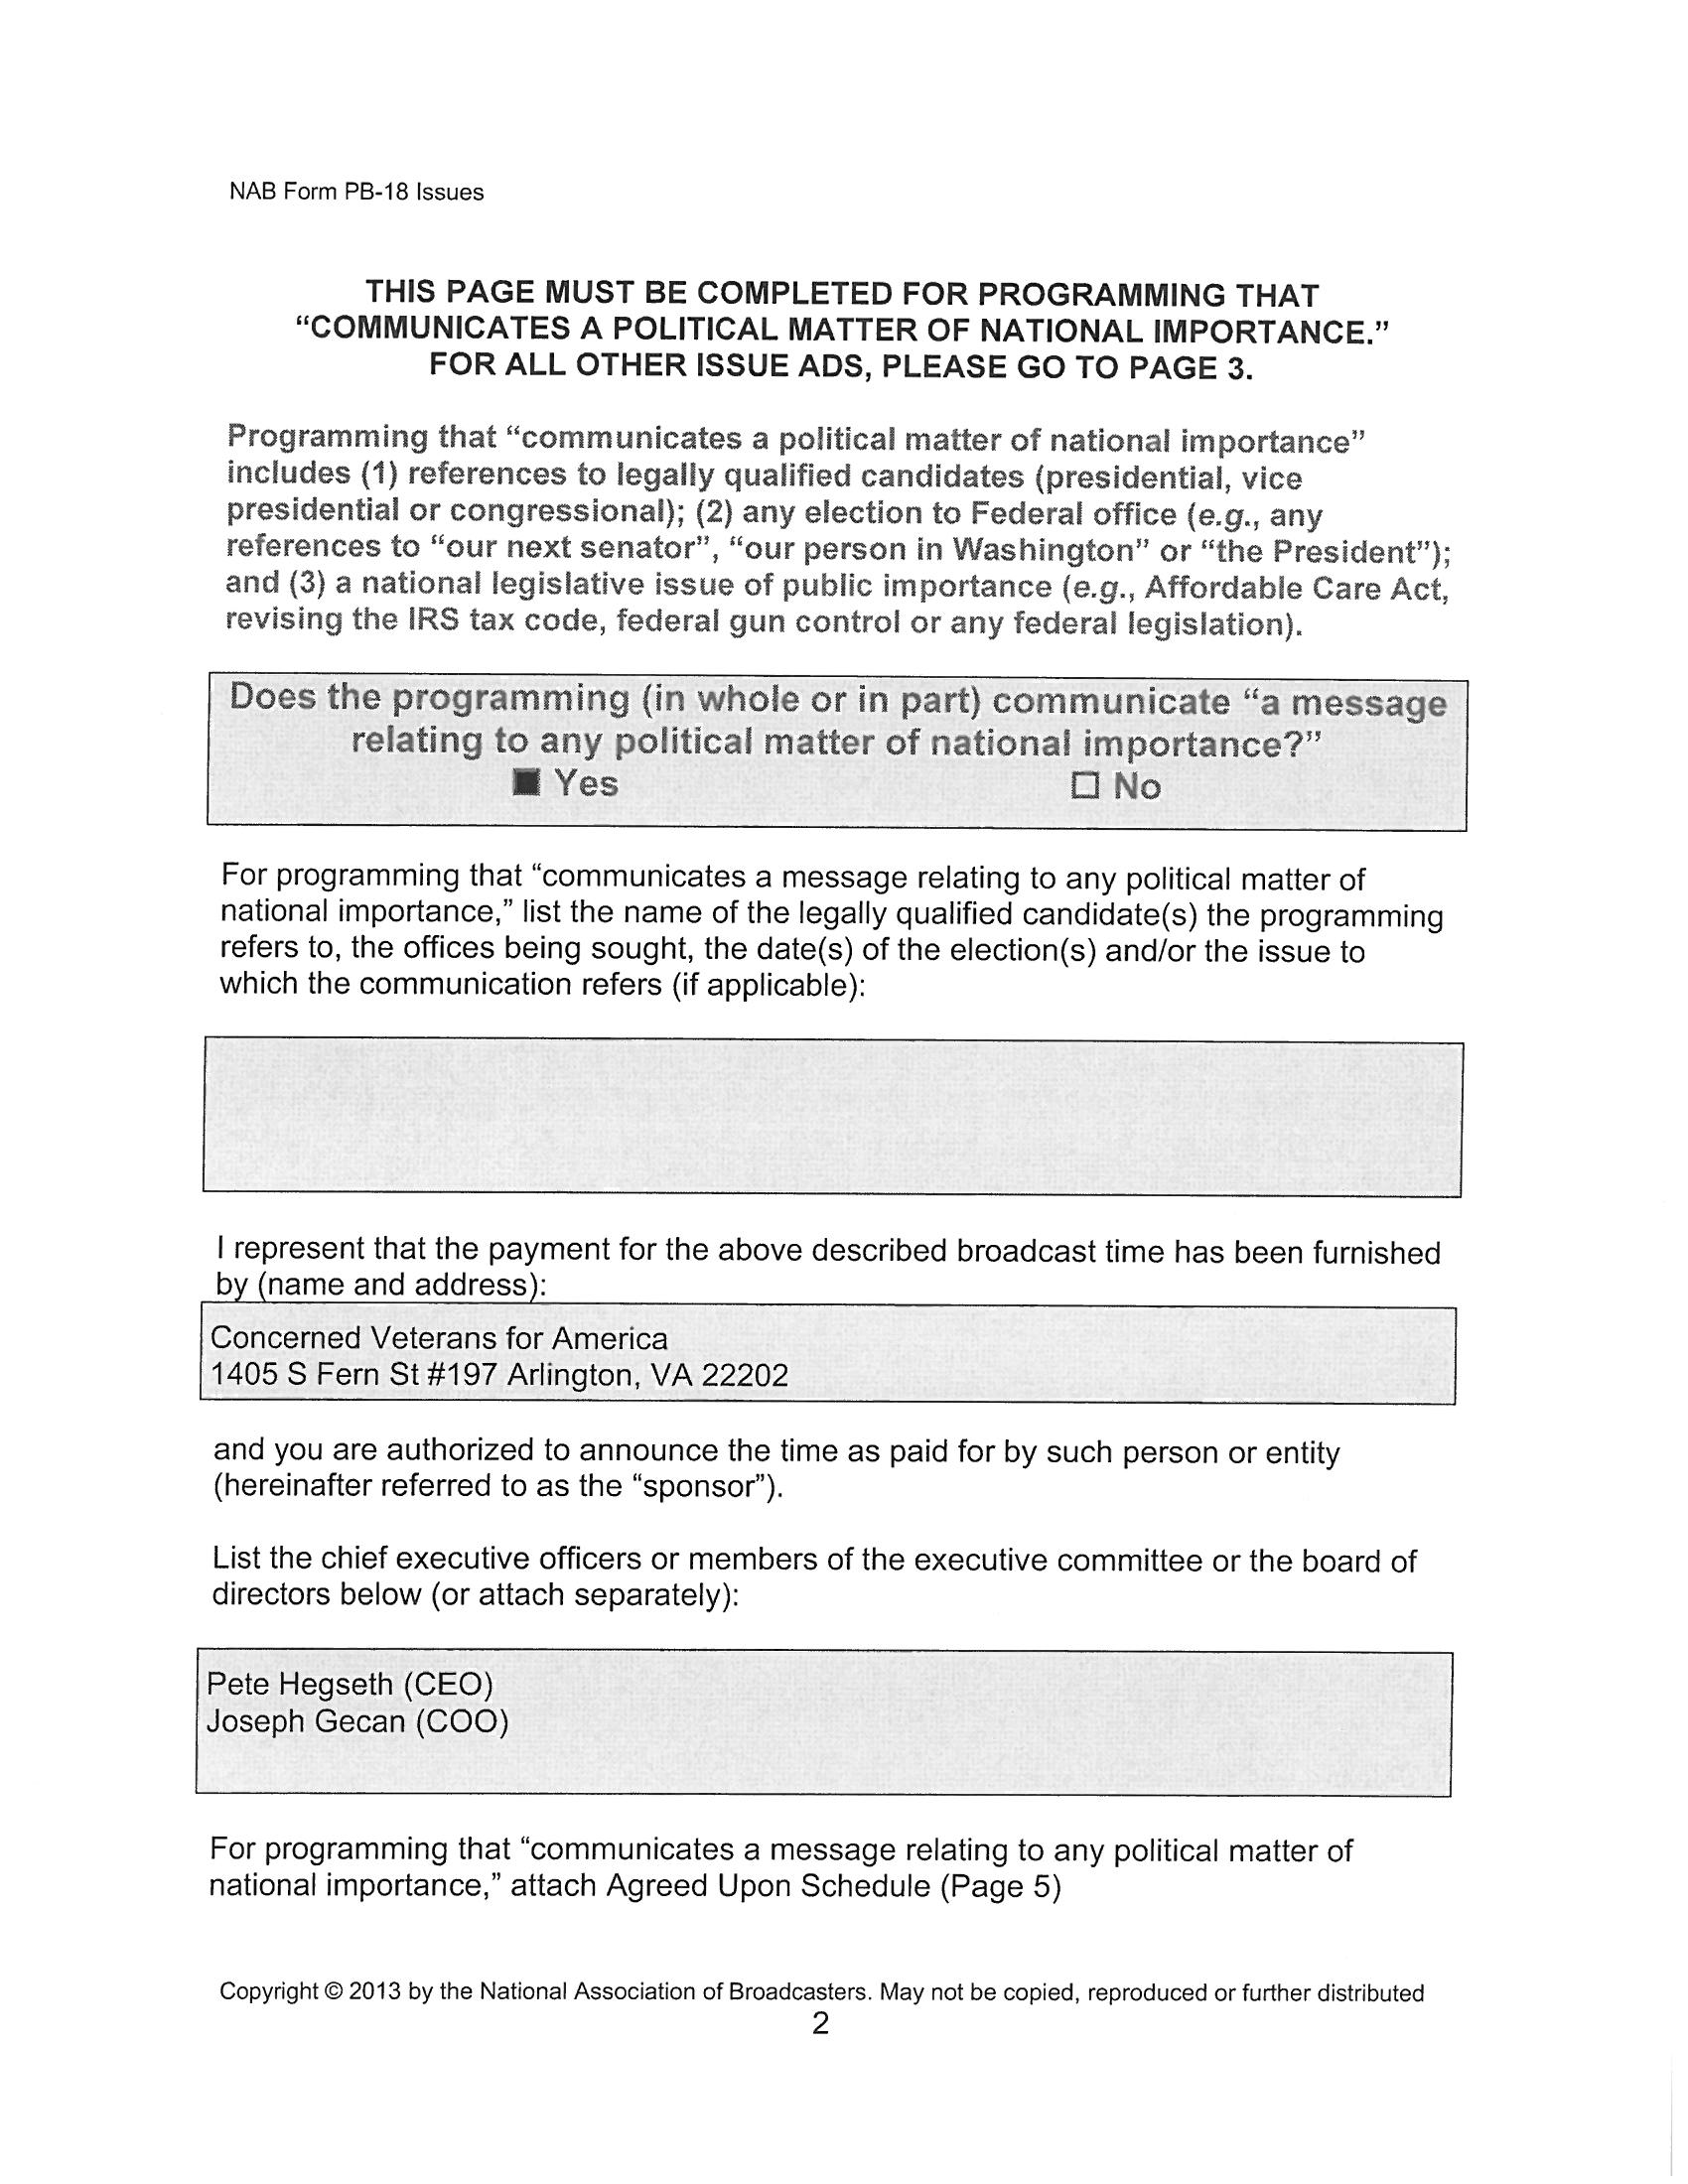 NAB Form PB-18 Issues
THIS PAGE MUST BE COMPLETED FOR PROGRAMMING THAT
“COMMUNICATES A POLITICAL MATTER OF NATIONAL IMPORTANCE.”
FOR ALL OTHER ISSUE ADS, PLEASE GO TO PAGE 3.
Programming that “communicates a political matter of national importance”
includes (1) references to legally qualified candidates (presidential, vice
presidential or congressional); (2) any election to Federal office (e.g., any
references to “our next senator”, “our person in Washington” or “the President”);
and (3) a national legislative issue of public importance (e.g., Affordable Care Act,
revising the IRS tax code, federal gun control or any federal legislation).
Does the programming (in whole or in part) communicate “a message
relating to any political matter of national importance?”
■ Yes ☐ No
For programming that “communicates a message relating to any political matter of
national importance,” list the name of the legally qualified candidate(s) the programming
refers to, the offices being sought, the date(s) of the election(s) and/or the issue to
which the communication refers (if applicable):
I represent that the payment for the above described broadcast time has been furnished
by (name and address):
Concerned Veterans for America
1405 S Fern St #197 Arlington, VA 22202
and you are authorized to announce the time as paid for by such person or entity
(hereinafter referred to as the “sponsor”).
List the chief executive officers or members of the executive committee or the board of
directors below (or attach separately):
Pete Hegseth (CEO)
Joseph Gecan (COO)
For programming that “communicates a message relating to any political matter of
national importance,” attach Agreed Upon Schedule (Page 5)
Copyright © 2013 by the National Association of Broadcasters. May not be copied, reproduced or further distributed
2